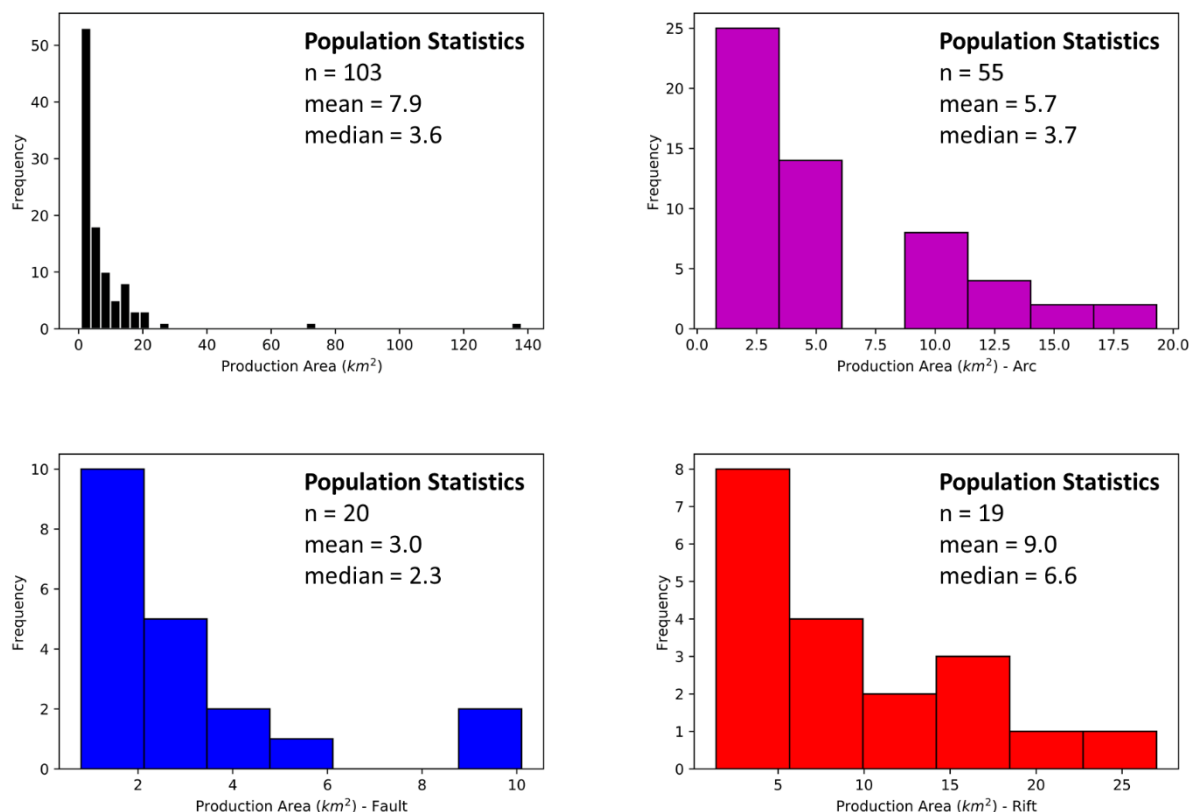 Population Statistics
n = 103
mean = 7.9
median = 3.6
50
40
30
20
10
0
Frequency
0
20
40
60
80
100
120
140
Production Area (km²)
Population Statistics
n = 55
mean = 5.7
median = 3.7
25
20
15
10
5
0
Frequency
0.0
2.5
5.0
7.5
10.0
12.5
15.0
17.5
20.0
Production Area (km²) - Arc
Population Statistics
n = 20
mean = 3.0
median = 2.3
10
8
6
4
2
0
Frequency
2
4
6
8
10
Production Area (km²) - Fault
Population Statistics
n = 19
mean = 9.0
median = 6.6
8
7
6
5
4
3
2
1
0
Frequency
5
10
15
20
25
Production Area (km²) - Rift